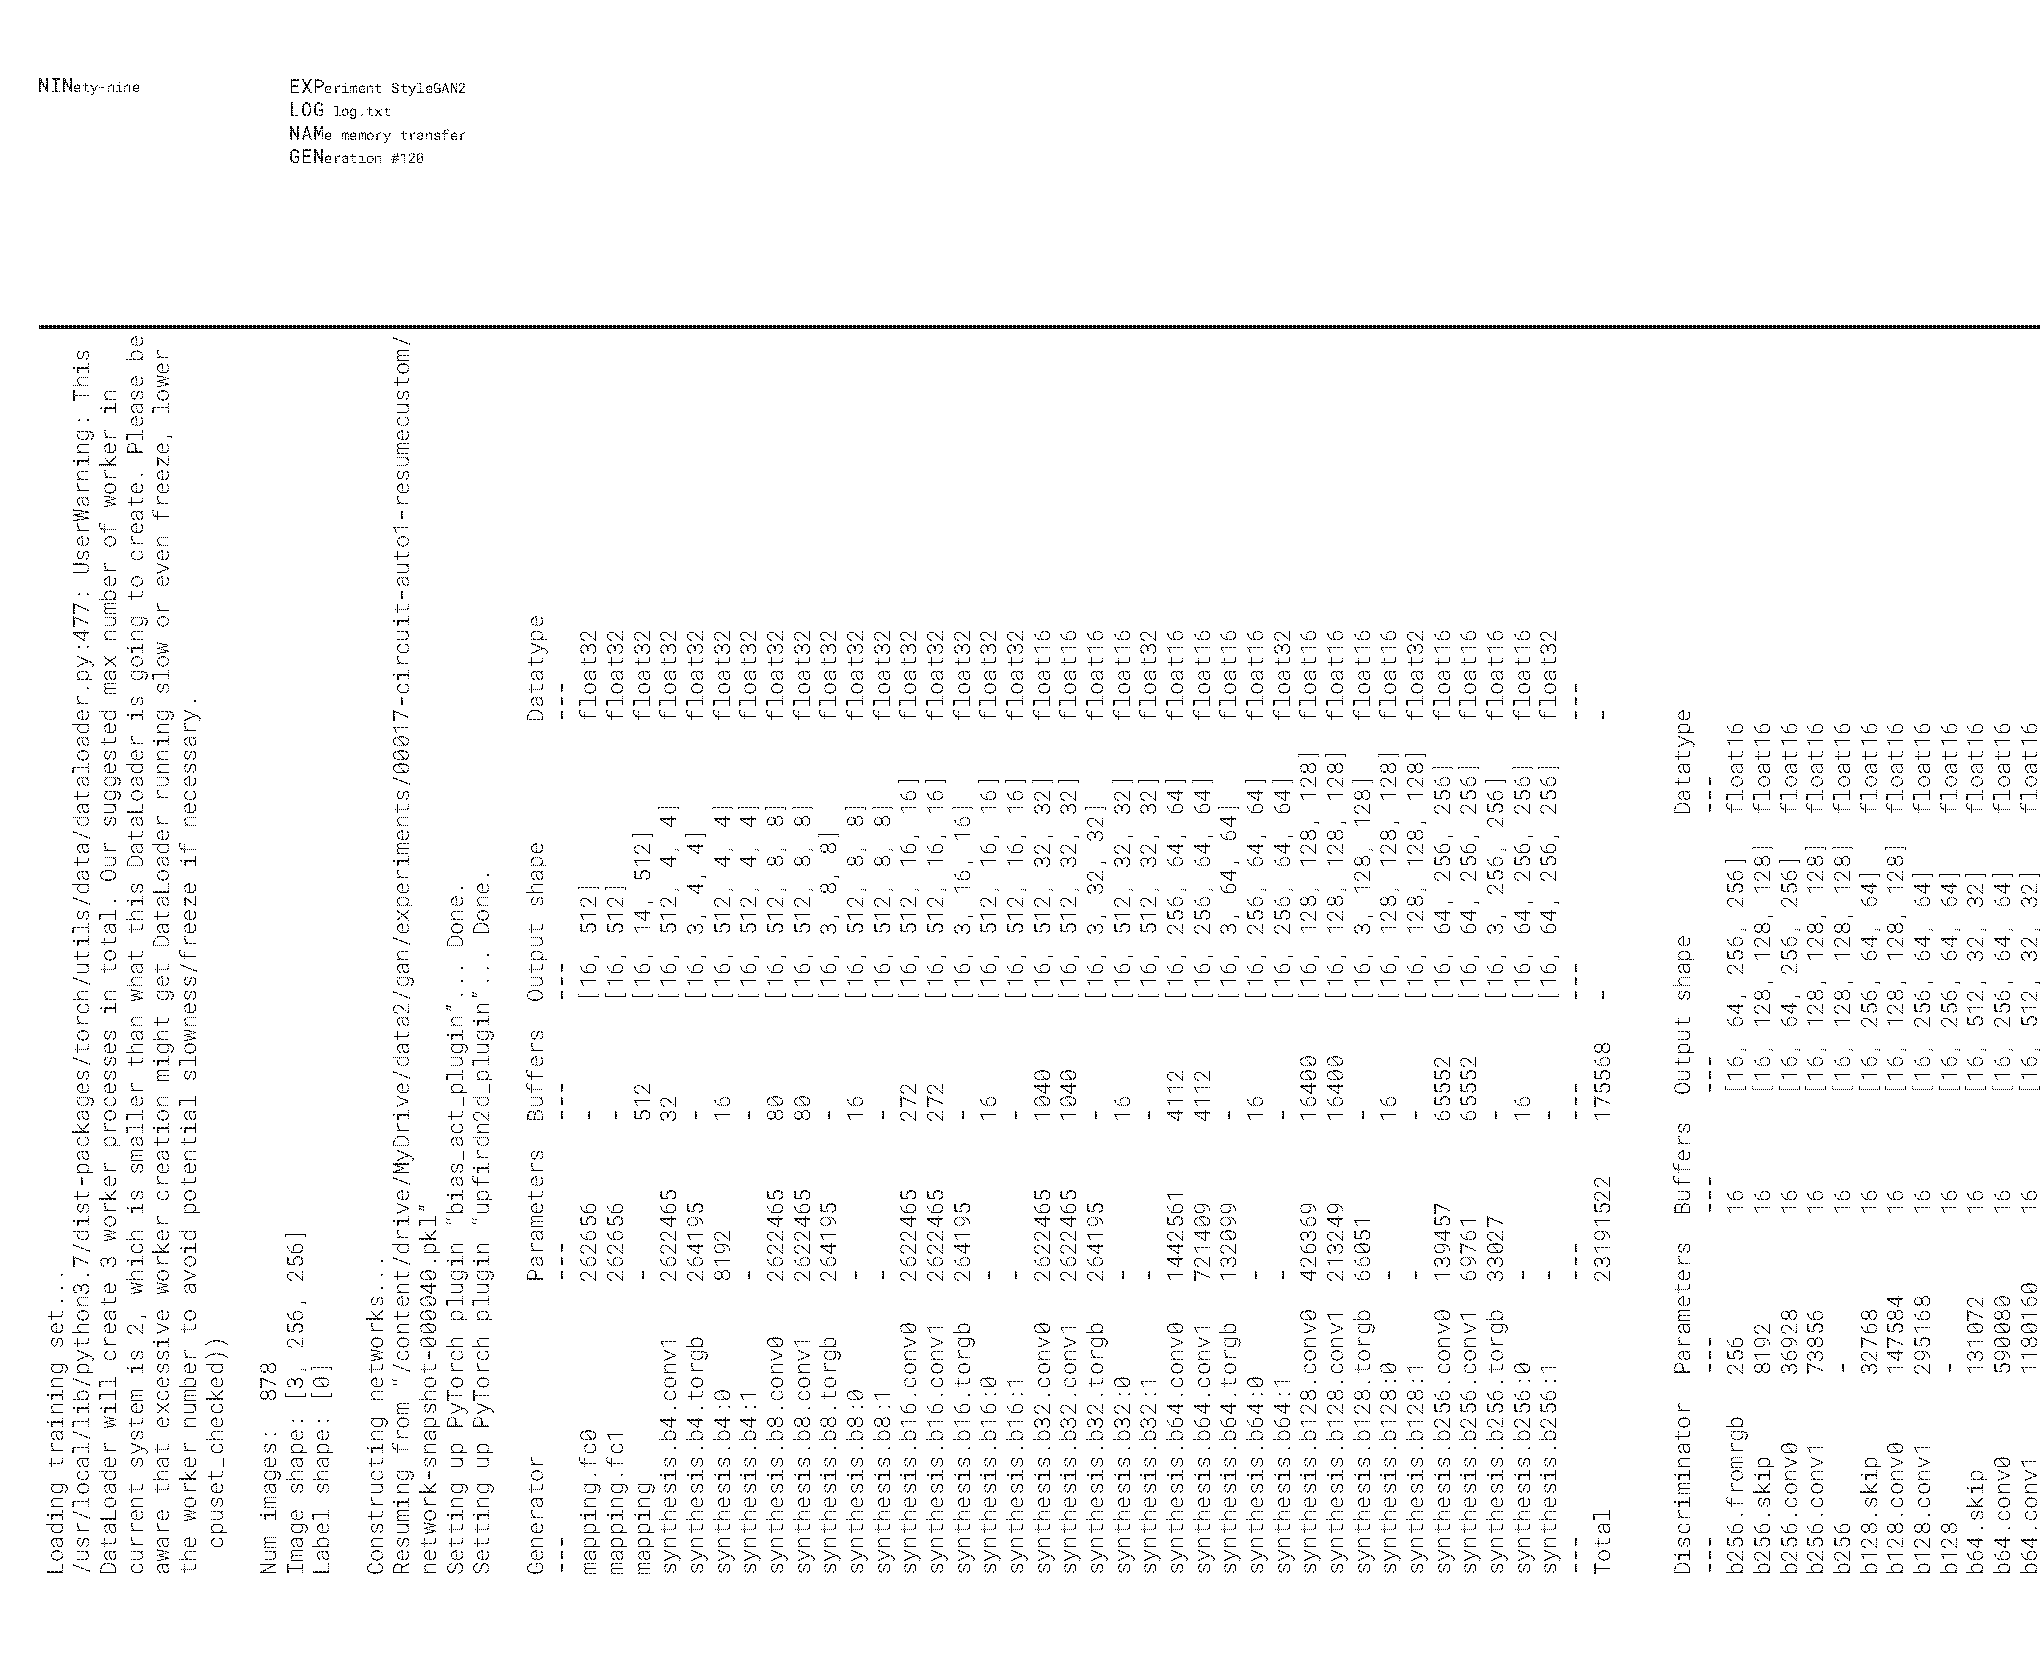 NINety-nine
EXPeriment StyleGAN2
LOG log.txt
NAMe memory transfer
GENeration #120
Loading training set...
/usr/local/lib/python3.7/dist-packages/torch/utils/data/dataloader.py:477: UserWarning: This
DataLoader will create 3 worker processes in total. Our suggested max number of worker in
current system is 2, which is smaller than what this DataLoader is going to create. Please be
aware that excessive worker creation might get DataLoader running slow or even freeze, lower
the worker number to avoid potential slowness/freeze if necessary.
cpuset_checked))
Num images: 878
Image shape: [3, 256, 256]
Label shape: [0]
Constructing networks...
Resuming from "/content/drive/MyDrive/data2/gan/experiments/00017-circuit-auto1-resumecustom/
network-snapshot-000040.pkl"
Setting up PyTorch plugin "bias_act_plugin"... Done.
Setting up PyTorch plugin "upfirdn2d_plugin"... Done.
Generator Parameters Buffers Output shape Datatype
--- --- --- --- ---
mapping.fc0 262656 - [16, 512] float32
mapping.fc1 262656 - [16, 512] float32
mapping - 512 [16, 14, 512] float32
synthesis.b4.conv1 2622465 32 [16, 512, 4, 4] float32
synthesis.b4.torgb 264195 - [16, 3, 4, 4] float32
synthesis.b4:0 8192 16 [16, 512, 4, 4] float32
synthesis.b4:1 - - [16, 512, 4, 4] float32
synthesis.b8.conv0 2622465 80 [16, 512, 8, 8] float32
synthesis.b8.conv1 2622465 80 [16, 512, 8, 8] float32
synthesis.b8.torgb 264195 - [16, 3, 8, 8] float32
synthesis.b8:0 - 16 [16, 512, 8, 8] float32
synthesis.b8:1 - - [16, 512, 8, 8] float32
synthesis.b16.conv0 2622465 272 [16, 512, 16, 16] float32
synthesis.b16.conv1 2622465 272 [16, 512, 16, 16] float32
synthesis.b16.torgb 264195 - [16, 3, 16, 16] float32
synthesis.b16:0 - 16 [16, 512, 16, 16] float32
synthesis.b16:1 - - [16, 512, 16, 16] float32
synthesis.b32.conv0 2622465 1040 [16, 512, 32, 32] float16
synthesis.b32.conv1 2622465 1040 [16, 512, 32, 32] float16
synthesis.b32.torgb 264195 - [16, 3, 32, 32] float16
synthesis.b32:0 - 16 [16, 512, 32, 32] float16
synthesis.b32:1 - - [16, 512, 32, 32] float32
synthesis.b64.conv0 1442561 4112 [16, 256, 64, 64] float16
synthesis.b64.conv1 721409 4112 [16, 256, 64, 64] float16
synthesis.b64.torgb 132099 - [16, 3, 64, 64] float16
synthesis.b64:0 - 16 [16, 256, 64, 64] float16
synthesis.b64:1 - - [16, 256, 64, 64] float32
synthesis.b128.conv0 426369 16400 [16, 128, 128, 128] float16
synthesis.b128.conv1 213249 16400 [16, 128, 128, 128] float16
synthesis.b128.torgb 66051 - [16, 3, 128, 128] float16
synthesis.b128:0 - 16 [16, 128, 128, 128] float16
synthesis.b128:1 - - [16, 128, 128, 128] float32
synthesis.b256.conv0 139457 65552 [16, 64, 256, 256] float16
synthesis.b256.conv1 69761 65552 [16, 64, 256, 256] float16
synthesis.b256.torgb 33027 - [16, 3, 256, 256] float16
synthesis.b256:0 - 16 [16, 64, 256, 256] float16
synthesis.b256:1 - - [16, 64, 256, 256] float32
--- --- --- --- ---
Total 23191522 175568 - -
Discriminator Parameters Buffers Output shape Datatype
--- --- --- --- ---
b256.fromrgb 256 16 [16, 64, 256, 256] float16
b256.skip 8192 16 [16, 128, 128, 128] float16
b256.conv0 36928 16 [16, 64, 256, 256] float16
b256.conv1 73856 16 [16, 128, 128, 128] float16
b256 - 16 [16, 128, 128, 128] float16
b128.skip 32768 16 [16, 256, 64, 64] float16
b128.conv0 147584 16 [16, 128, 128, 128] float16
b128.conv1 295168 16 [16, 256, 64, 64] float16
b128 - 16 [16, 256, 64, 64] float16
b64.skip 131072 16 [16, 512, 32, 32] float16
b64.conv0 590080 16 [16, 256, 64, 64] float16
b64.conv1 1180160 16 [16, 512, 32, 32] float16